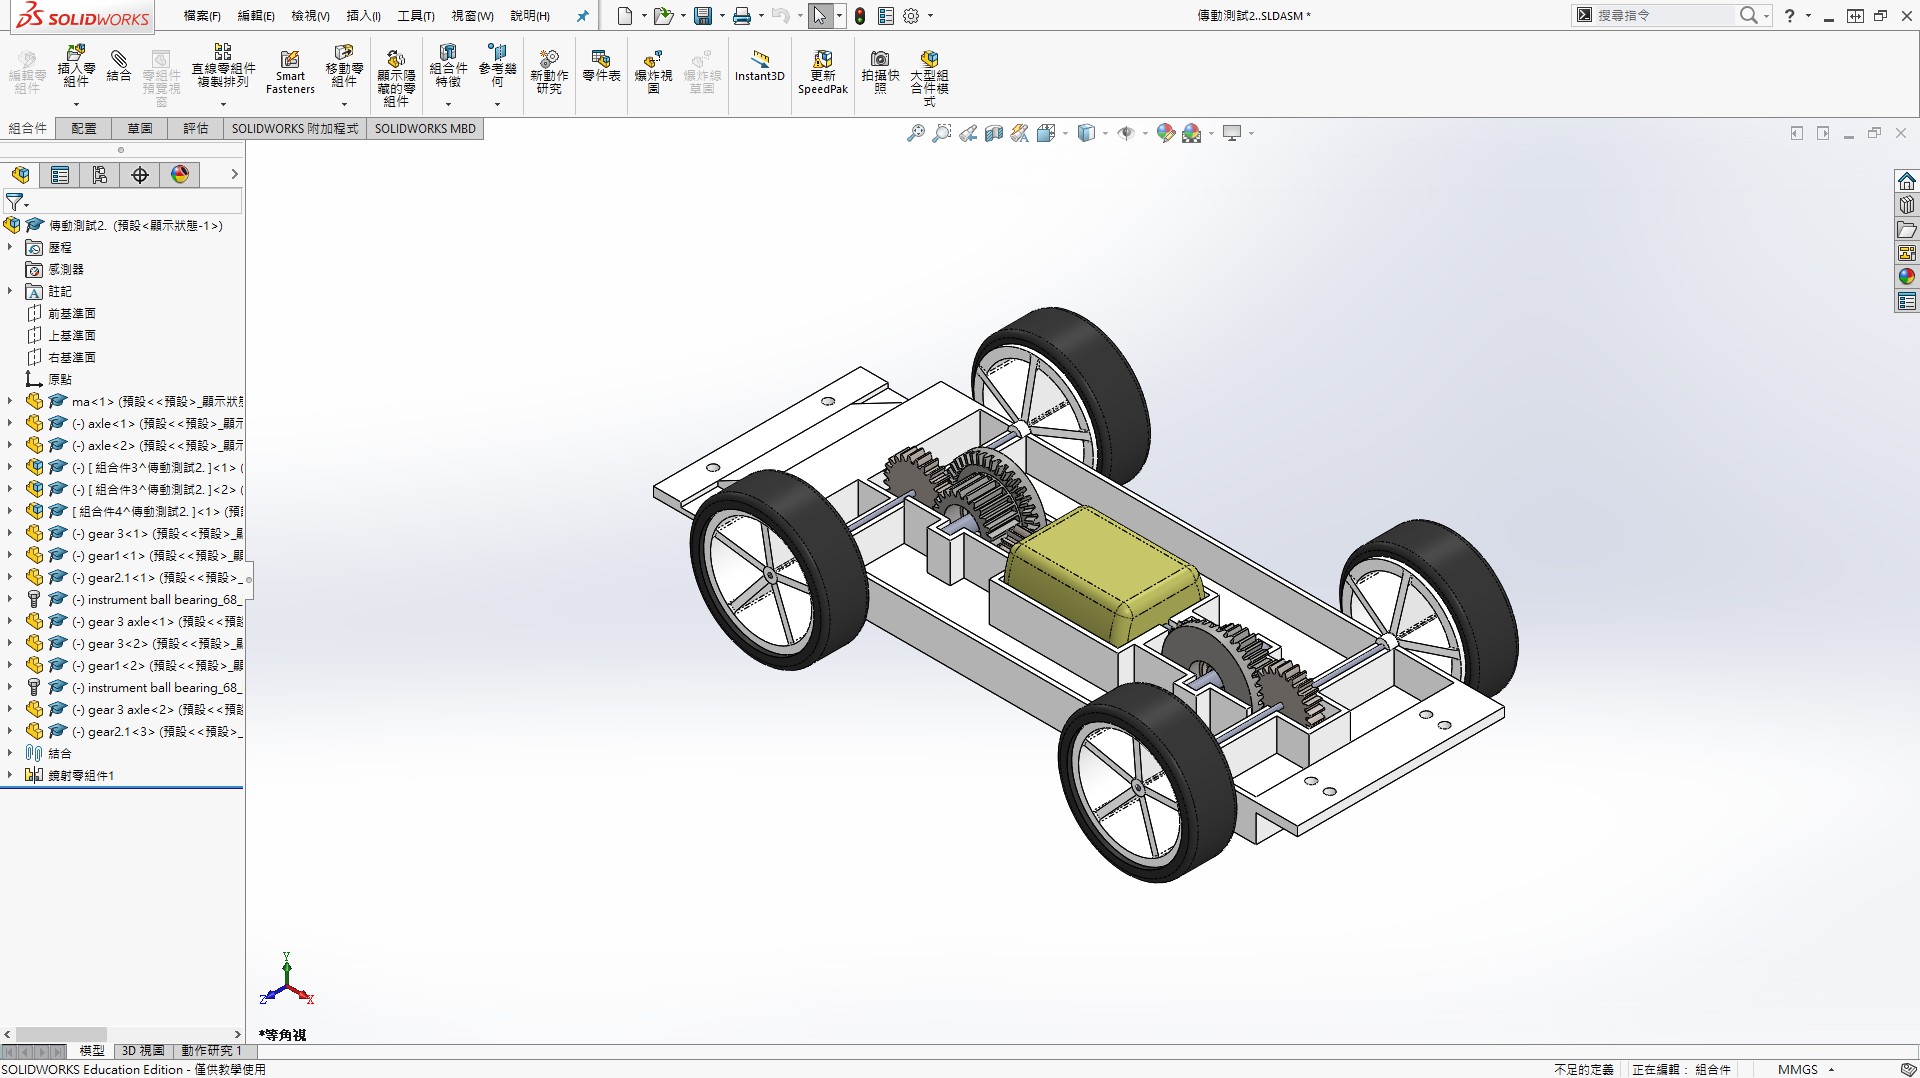 SOLIDWORKS
檔案(F) 編輯(E) 檢視(V) 插入(I) 工具(T) 視窗(W) 說明(H)
傳動測試2..SLDASM *
搜尋指令
編輯零組件
插入零組件
結合
零組件預覽視窗
直線零組件複製排列
Smart Fasteners
移動零組件
顯示隱藏的零組件
組合件特徵
參考幾何
新動作研究
零件表
爆炸視圖
爆炸線草圖
Instant3D
更新 SpeedPak
拍攝快照
大型組合件模式
組合件 配置 草圖 評估 SOLIDWORKS 附加程式 SOLIDWORKS MBD
傳動測試2. (預設<顯示狀態-1>)
歷程
感測器
註記
前基準面
上基準面
右基準面
原點
ma<1> (預設<<預設>_顯示狀
(-) axle<1> (預設<<預設>_顯示
(-) axle<2> (預設<<預設>_顯示
(-) [ 組合件3^傳動測試2. ]<1> (
(-) [ 組合件3^傳動測試2. ]<2> (
[ 組合件4^傳動測試2. ]<1> (預
(-) gear 3<1> (預設<<預設>_
(-) gear1<1> (預設<<預設>_
(-) gear2.1<1> (預設<<預設>_
(-) instrument ball bearing_68_
(-) gear 3 axle<1> (預設<<預設
(-) gear 3<2> (預設<<預設>_
(-) gear1<2> (預設<<預設>_
(-) instrument ball bearing_68_
(-) gear 3 axle<2> (預設<<預設
(-) gear2.1<3> (預設<<預設>_
結合
鏡射零組件1
Y
Z X
*等角視
模型 3D 視圖 動作研究 1
SOLIDWORKS Education Edition - 僅供教學使用
不足的定義 正在編輯： 組合件 MMGS